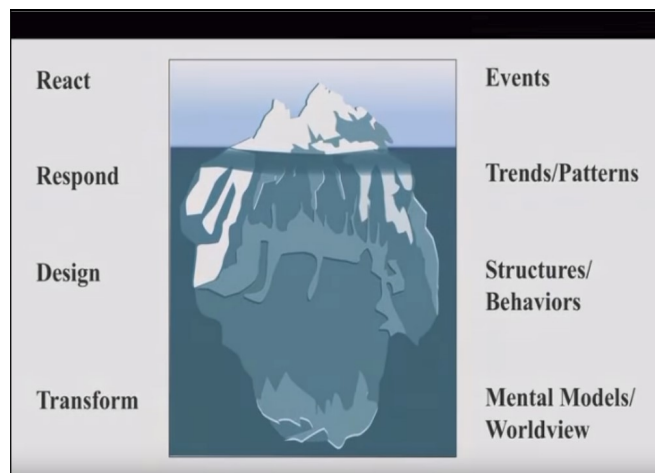 React
Events
Respond
Trends/Patterns
Design
Structures/
Behaviors
Transform
Mental Models/
Worldview